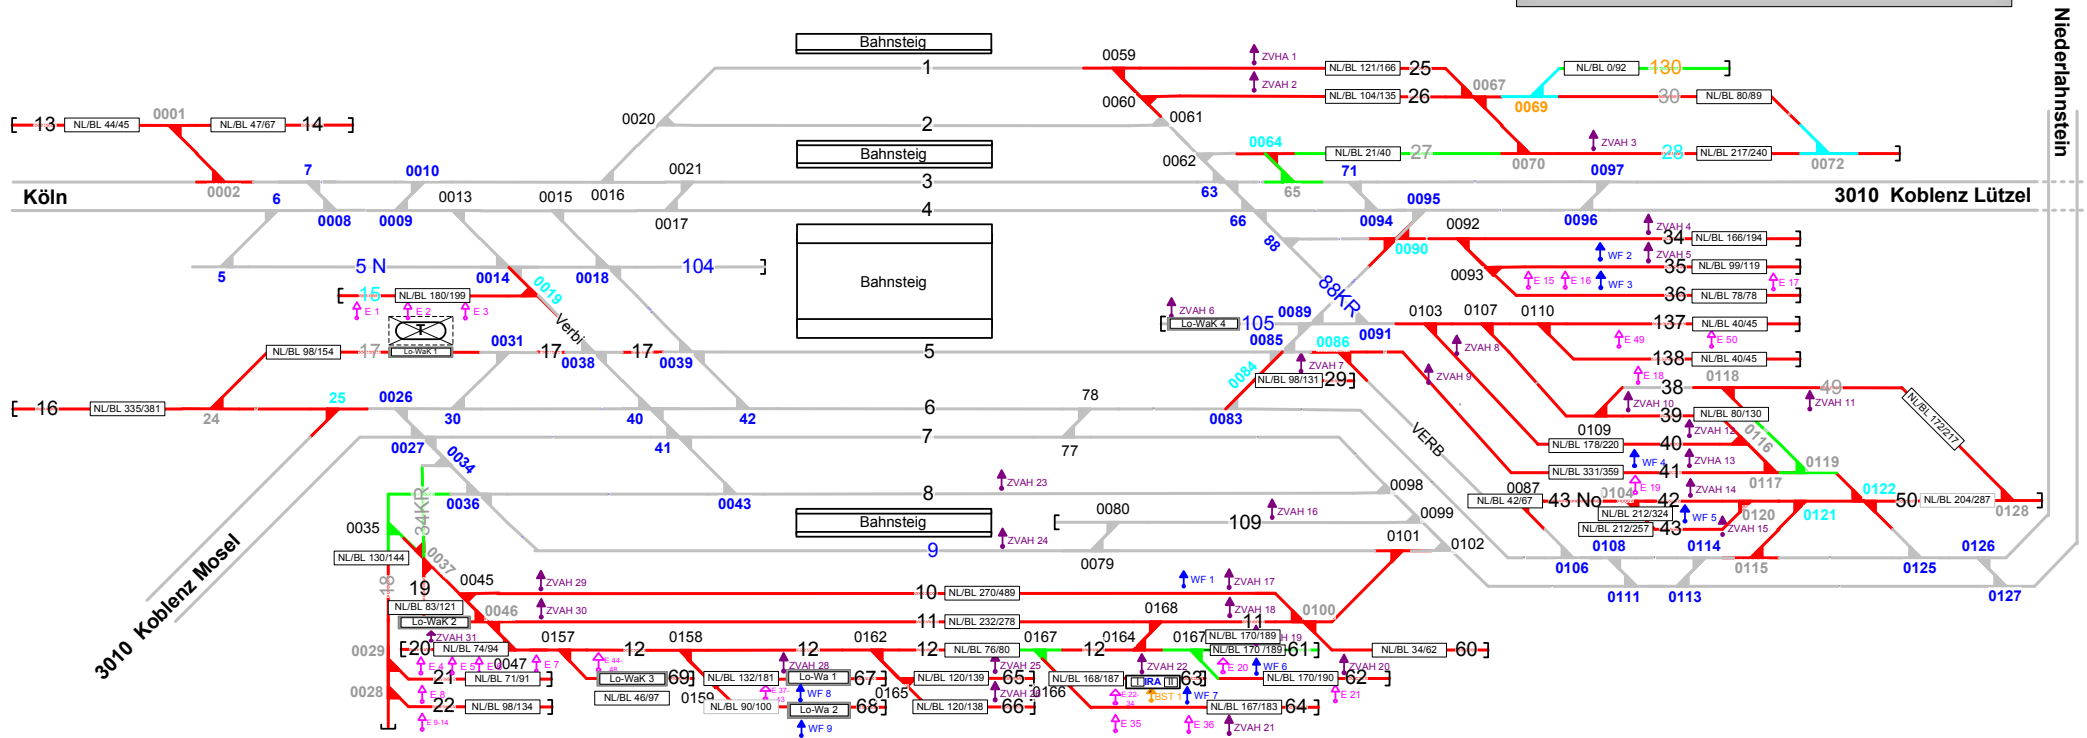 Bahnsteig
0059
ZVHA 1
Niederlahnstein
1
NL/BL 121/166 25
NL/BL 0/92 130
0067
ZVAH 2
0060
NL/BL 104/135 26
0069
30 NL/BL 80/89
0001
13 NL/BL 44/45 NL/BL 47/67 14
0020
2
0061
0064
ZVAH 3
Bahnsteig
0062
NL/BL 21/40 27
0070
28 NL/BL 217/240
0072
7
0010
0021
71
0097
0002
3
63
65
Köln
6
0013
0015
0016
0095
3010 Koblenz Lützel
4
0008
0009
0017
66
0094
0096
0092
ZVAH 4
88
0090
34 NL/BL 166/194
5
5 N
0014
0018
104
Bahnsteig
WF 2
ZVAH 5
0093
35 NL/BL 99/119
15 NL/BL 180/199
0019
88KR
E 15
E 16
WF 3
E 17
36 NL/BL 78/78
E 1
E 2
E 3
ZVAH 6
T
Verbi
Lo-WaK 4 105
0089
0091
0103
0107
0110
137 NL/BL 40/45
0031
0085
0086
ZVAH 8
E 49
E 50
NL/BL 98/154 17 Lo-WaK 1
17
0038
17
0039
5
ZVAH 7
138 NL/BL 40/45
0084
NL/BL 98/131 29
ZVAH 9
E 18
0118
38
49
25
0026
78
ZVAH 10
ZVAH 11
NL/BL 172/217
16 NL/BL 335/381
24
30
40
42
6
0083
39 NL/BL 80/130
0109
ZVAH 12
0116
VERB
7
0027
0034
41
77
NL/BL 178/220 40
WF 4
ZVHA 13
0119
NL/BL 331/359 41
0117
34KR
ZVAH 23
0087
E 19
ZVAH 14
0122
0036
0043
8
0098
NL/BL 42/67 43 No
0104
42
50 NL/BL 204/287
0128
NL/BL 212/324
WF 5
0120
0121
0035
Bahnsteig
0080
109
ZVAH 16
0099
NL/BL 212/257 43
ZVAH 15
3010 Koblenz Mosel
ZVAH 24
0101
0102
0108
0114
0126
NL/BL 130/144
0037
9
0079
0106
0115
0125
18
19
0045
ZVAH 29
WF 1
ZVAH 17
0111
0113
0127
NL/BL 83/121
10 NL/BL 270/489
0046
ZVAH 30
ZVAH 18
0100
Lo-WaK 2
11 NL/BL 232/278
0168
11
ZVAH 31
0157
0158
0162
0167
0164
0167
NL/BL 170/189
0029
20 NL/BL 74/94
12
12
NL/BL 76/80
12
NL/BL 170 /189 61
NL/BL 34/62 60
E 4
E 5
0047
E 7
ZVAH 28
ZVAH 25
ZVAH 22
E 20
WF 6
ZVAH 20
21 NL/BL 71/91
Lo-WaK 3 69
NL/BL 132/181 Lo-Wa 1 67
NL/BL 120/139 65
NL/BL 168/187 IRA II 63
NL/BL 170/190 62
0028
E 8
NL/BL 46/97
WF 8
0165
0166
BST 1
WF 7
E 21
22 NL/BL 98/134
NL/BL 90/100 Lo-Wa 2 68
NL/BL 120/138 66
NL/BL 167/183 64
E 9-14
WF 9
E 35
E 36
ZVAH 21